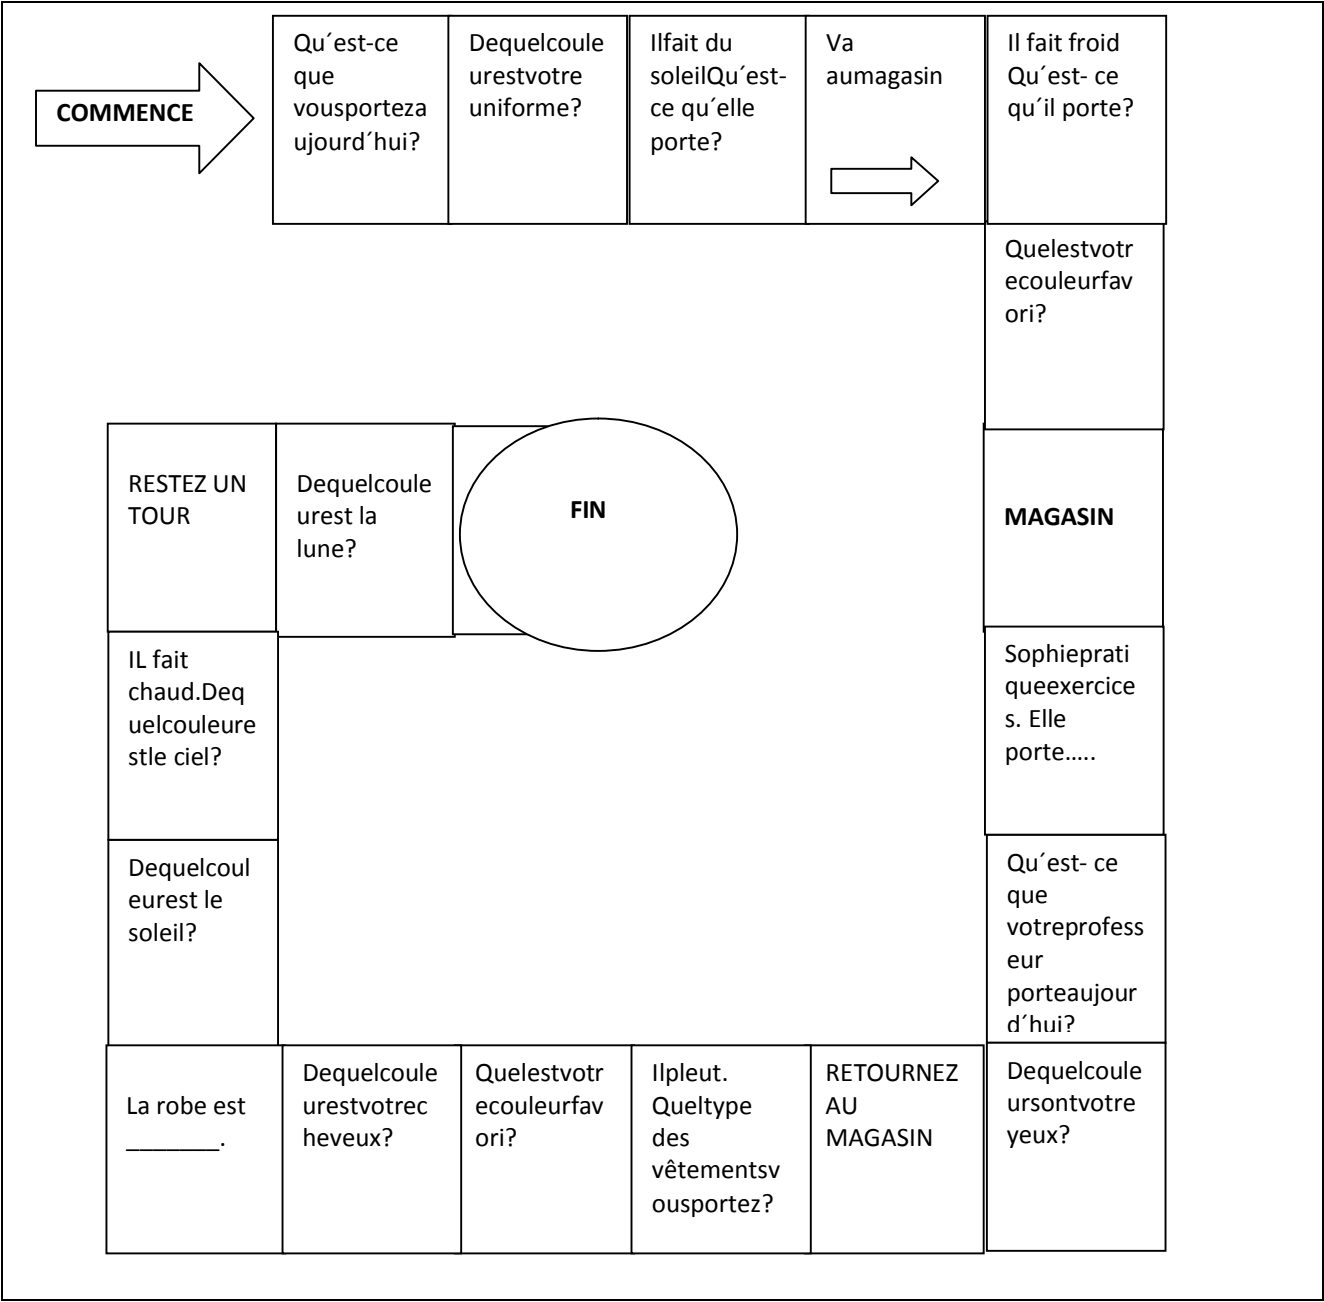 COMMENCE
Qu´est-ce
que
vousporteza
ujourd´hui?
Dequelcoule
urestvotre
uniforme?
Ilfait du
soleilQu´est-
ce qu´elle
porte?
Va
aumagasin
Il fait froid
Qu´est- ce
qu´il porte?
Quelestvotr
ecouleurfav
ori?
MAGASIN
Sophieprati
queexercice
s. Elle
porte…..
Qu´est- ce
que
votreprofess
eur
porteaujour
d´hui?
Dequelcoule
ursontvotre
yeux?
RETOURNEZ
AU
MAGASIN
Ilpleut.
Queltype
des
vêtementsv
ousportez?
Quelestvotr
ecouleurfav
ori?
Dequelcoule
urestvotrec
heveux?
La robe est
_______.
Dequelcoul
eurest le
soleil?
IL fait
chaud.Deq
uelcouleure
stle ciel?
RESTEZ UN
TOUR
Dequelcoule
urest la
lune?
FIN